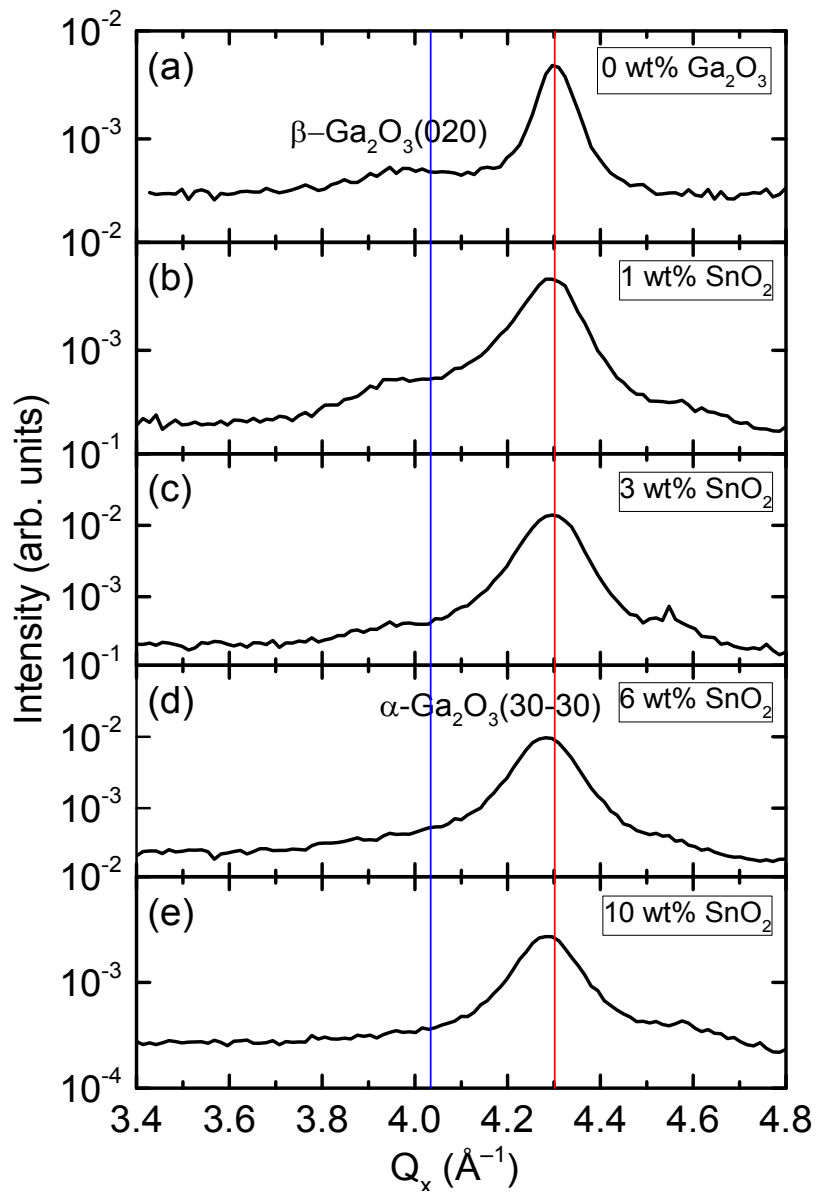 10⁻²
(a)
0 wt% Ga₂O₃
β–Ga₂O₃(020)
10⁻³
10⁻²
(b)
1 wt% SnO₂
10⁻³
10⁻¹
(c)
3 wt% SnO₂
10⁻²
10⁻³
10⁻¹
(d)
α-Ga₂O₃(30-30)
6 wt% SnO₂
10⁻²
10⁻³
10⁻²
(e)
10 wt% SnO₂
10⁻³
10⁻⁴
Intensity (arb. units)
3.4 3.6 3.8 4.0 4.2 4.4 4.6 4.8
Qₓ (Å⁻¹)